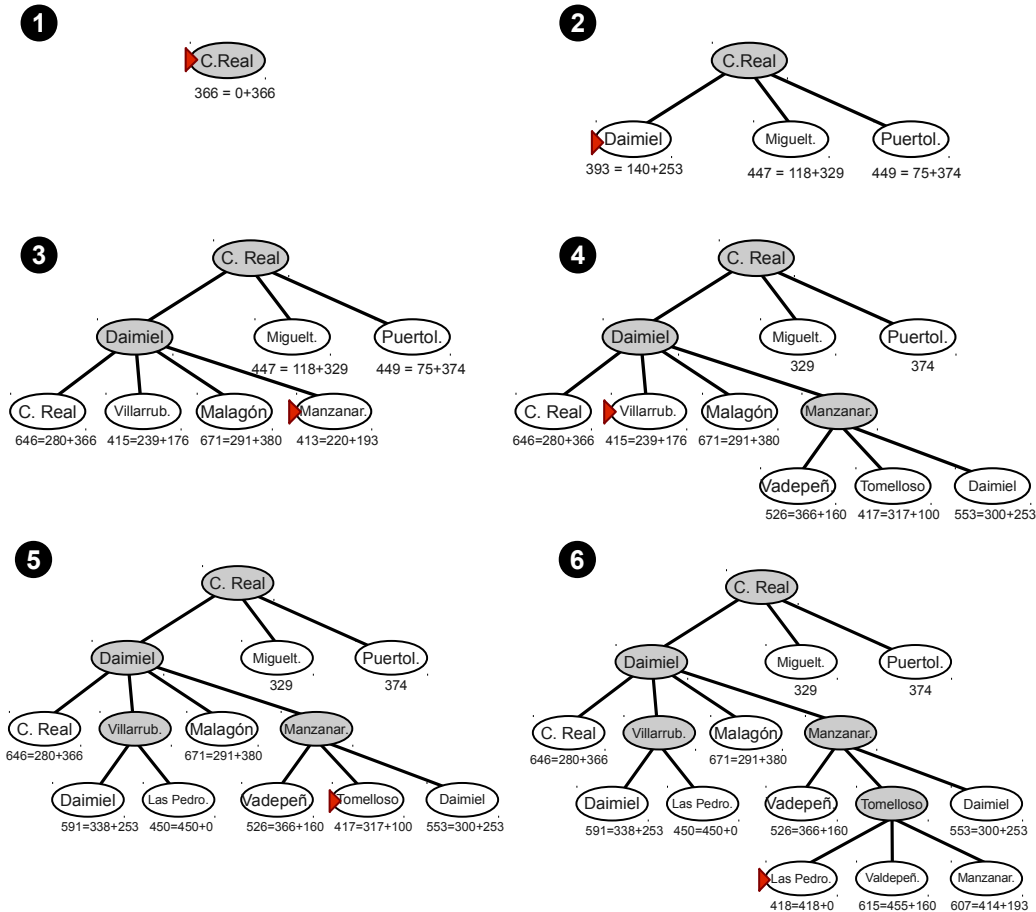 1
C.Real
366 = 0+366
2
C.Real
Daimiel
Miguelt.
Puertol.
393 = 140+253
447 = 118+329
449 = 75+374
3
C. Real
Daimiel
Miguelt.
Puertol.
447 = 118+329
449 = 75+374
C. Real
Villarrub.
Malagón
Manzanar.
646=280+366
415=239+176
671=291+380
413=220+193
4
C. Real
Daimiel
Miguelt.
Puertol.
329
374
C. Real
Villarrub.
Malagón
Manzanar.
646=280+366
415=239+176
671=291+380
Vadepeñ.
Tomelloso
Daimiel
526=366+160
417=317+100
553=300+253
5
C. Real
Daimiel
Miguelt.
Puertol.
329
374
C. Real
Villarrub.
Malagón
Manzanar.
646=280+366
671=291+380
Daimiel
Las Pedro.
Vadepeñ
Tomelloso
Daimiel
591=338+253
450=450+0
526=366+160
417=317+100
553=300+253
6
C. Real
Daimiel
Miguelt.
Puertol.
329
374
C. Real
Villarrub.
Malagón
Manzanar.
646=280+366
671=291+380
Daimiel
Las Pedro.
Vadepeñ.
Tomelloso
Daimiel
591=338+253
450=450+0
526=366+160
553=300+253
Las Pedro.
Valdepeñ.
Manzanar.
418=418+0
615=455+160
607=414+193